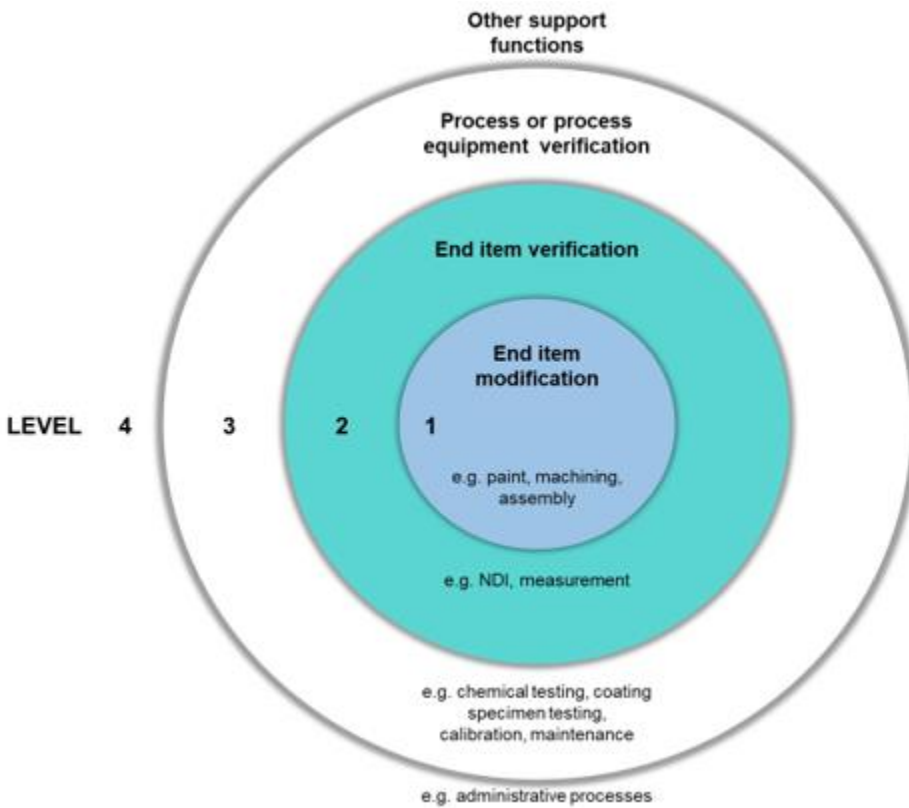 Other support
functions
Process or process
equipment verification
End item verification
End item
modification
LEVEL 4 3 2 1
e.g. paint, machining,
assembly
e.g. NDI, measurement
e.g. chemical testing, coating
specimen testing,
calibration, maintenance
e.g. administrative processes